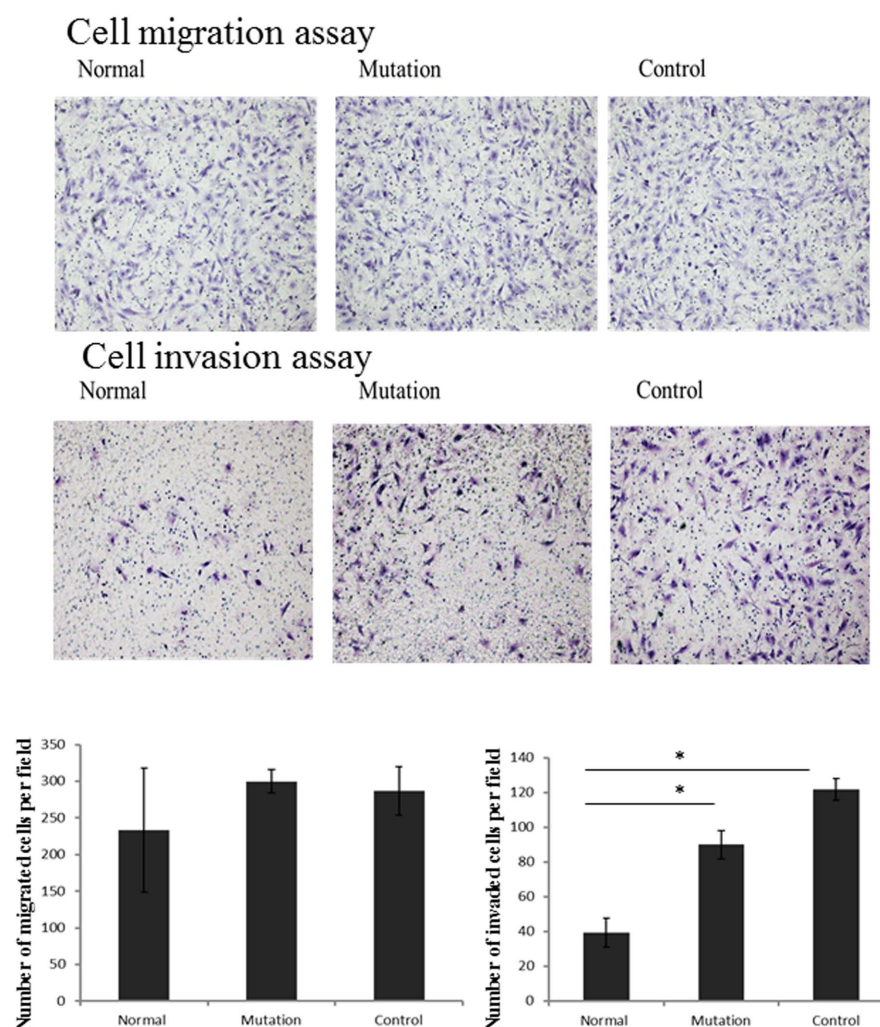 Cell migration assay
Normal Mutation Control
Cell invasion assay
Normal Mutation Control
Number of migrated cells per field
350
300
250
200
150
100
50
0
Normal Mutation Control
Number of invaded cells per field
140
120
100
80
60
40
20
0
*
*
Normal Mutation Control